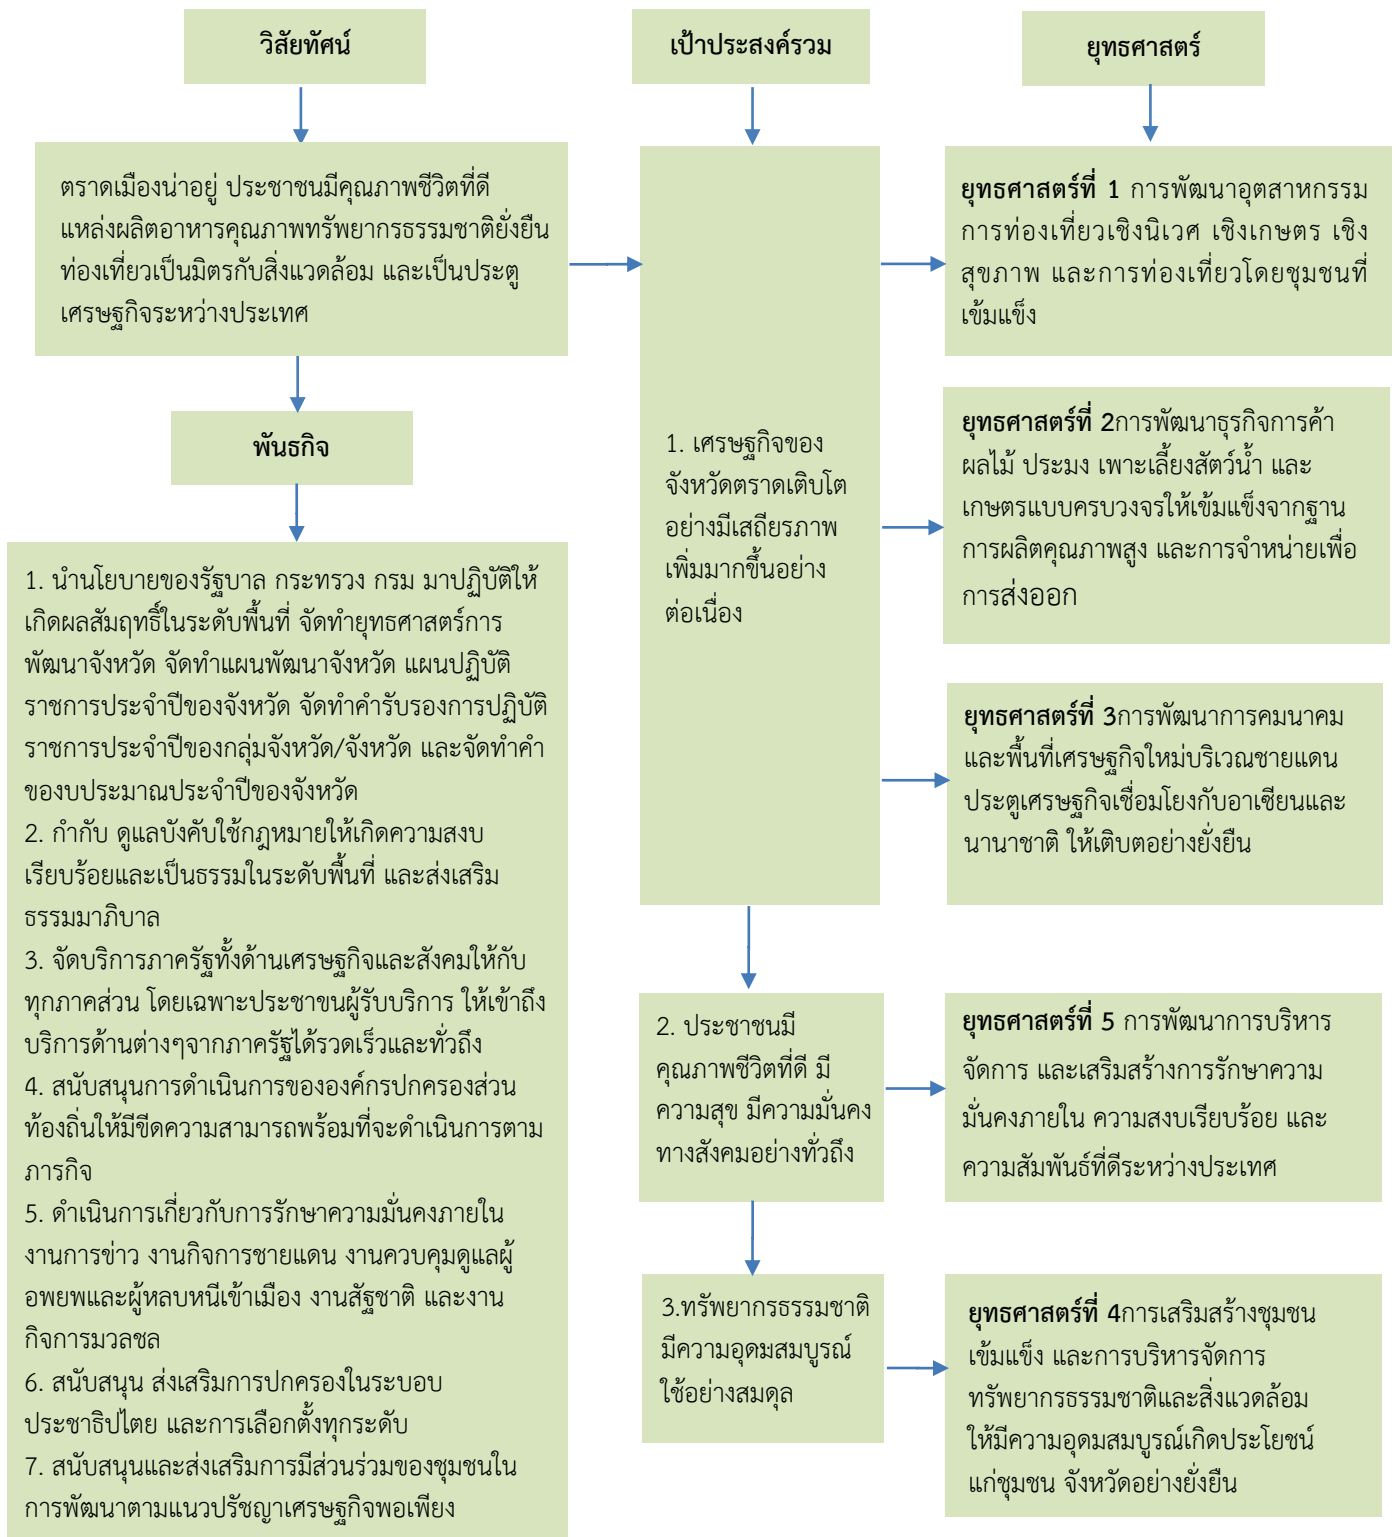 วิสัยทัศน์
ตราดเมืองน่าอยู่ ประชาชนมีคุณภาพชีวิตที่ดี
แหล่งผลิตอาหารคุณภาพทรัพยากรธรรมชาติยั่งยืน
ท่องเที่ยวเป็นมิตรกับสิ่งแวดล้อม และเป็นประตู
เศรษฐกิจระหว่างประเทศ
พันธกิจ
1. นำนโยบายของรัฐบาล กระทรวง กรม มาปฏิบัติให้
เกิดผลสัมฤทธิ์ในระดับพื้นที่ จัดทำยุทธศาสตร์การ
พัฒนาจังหวัด จัดทำแผนพัฒนาจังหวัด แผนปฏิบัติ
ราชการประจำปีของจังหวัด จัดทำคำรับรองการปฏิบัติ
ราชการประจำปีของกลุ่มจังหวัด/จังหวัด และจัดทำคำ
ของบประมาณประจำปีของจังหวัด
2. กำกับ ดูแลบังคับใช้กฎหมายให้เกิดความสงบ
เรียบร้อยและเป็นธรรมในระดับพื้นที่ และส่งเสริม
ธรรมมาภิบาล
3. จัดบริการภาครัฐทั้งด้านเศรษฐกิจและสังคมให้กับ
ทุกภาคส่วน โดยเฉพาะประชาขนผู้รับบริการ ให้เข้าถึง
บริการด้านต่างๆจากภาครัฐได้รวดเร็วและทั่วถึง
4. สนับสนุนการดำเนินการขององค์กรปกครองส่วน
ท้องถิ่นให้มีขีดความสามารถพร้อมที่จะดำเนินการตาม
ภารกิจ
5. ดำเนินการเกี่ยวกับการรักษาความมั่นคงภายใน
งานการข่าว งานกิจการชายแดน งานควบคุมดูแลผู้
อพยพและผู้หลบหนีเข้าเมือง งานสัฐชาติ และงาน
กิจการมวลชล
6. สนับสนุน ส่งเสริมการปกครองในระบอบ
ประชาธิปไตย และการเลือกตั้งทุกระดับ
7. สนับสนุนและส่งเสริมการมีส่วนร่วมของชุมชนใน
การพัฒนาตามแนวปรัชญาเศรษฐกิจพอเพียง
เป้าประสงค์รวม
1. เศรษฐกิจของ
จังหวัดตราดเติบโต
อย่างมีเสถียรภาพ
เพิ่มมากขึ้นอย่าง
ต่อเนื่อง
2. ประชาชนมี
คุณภาพชีวิตที่ดี มี
ความสุข มีความมั่นคง
ทางสังคมอย่างทั่วถึง
3.ทรัพยากรธรรมชาติ
มีความอุดมะสมบูรณ์
ใช้อย่างสมดุล
ยุทธศาสตร์
ยุทธศาสตร์ที่ 1 การพัฒนาอุตสาหกรรม
การท่องเที่ยวเชิงนิเวศ เชิงเกษตร เชิง
สุขภาพ และการท่องเที่ยวโดยชุมชนที่
เข้มแข็ง
ยุทธศาสตร์ที่ 2การพัฒนาธุรกิจการค้า
ผลไม้ ประมง เพาะเลี้ยงสัตว์น้ำ และ
เกษตรแบบครบวงจรให้เข้มแข็งจากฐาน
การผลิตคุณภาพสูง และการจำหน่ายเพื่อ
การส่งออก
ยุทธศาสตร์ที่ 3การพัฒนาการคมนาคม
และพื้นที่เศรษฐกิจใหม่บริเวณชายแดน
ประตูเศรษฐกิจเชื่อมโยงกับอาเซียนและ
นานาชาติ ให้เติบตอย่างยั่งยืน
ยุทธศาสตร์ที่ 5 การพัฒนาการบริหาร
จัดการ และเสริมสร้างการรักษาความ
มั่นคงภายใน ความสงบเรียบร้อย และ
ความสัมพันธ์ที่ดีระหว่างประเทศ
ยุทธศาสตร์ที่ 4การเสริมสร้างชุมชน
เข้มแข็ง และการบริหารจัดการ
ทรัพยากรธรรมชาติและสิ่งแวดล้อม
ให้มีความอุดมสมบูรณ์เกิดประโยชน์
แก่ชุมชน จังหวัดอย่างยั่งยืน